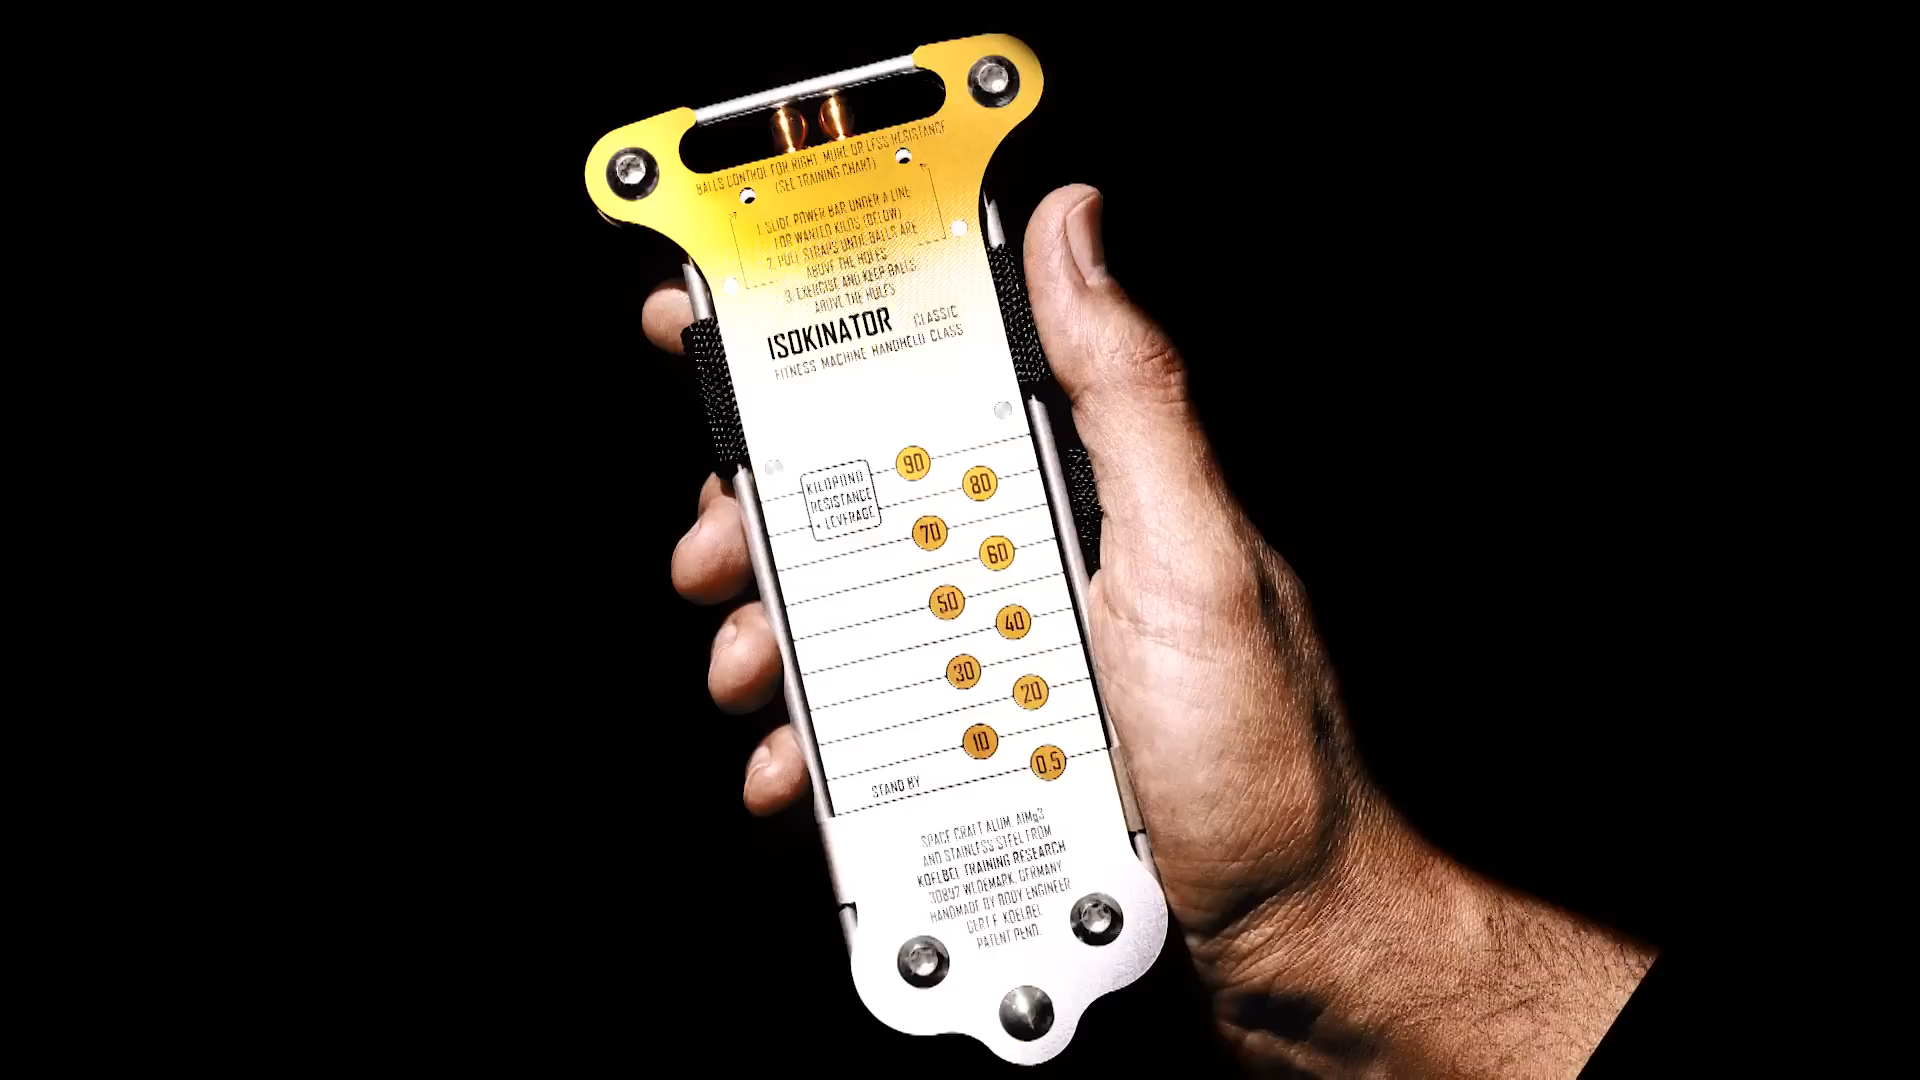 BALLS CONTROL FOR RIGHT, MORE OR LESS RESISTANCE
(SEE TRAINING CHART)
1. SLIDE POWER BAR UNDER A LINE
FOR WANTED KILOS (BELOW)
2. PULL STRAPS UNTIL BALLS ARE
ABOVE THE HOLES
3. EXERCISE AND KEEP BALLS
ABOVE THE HOLES
ISOKINATOR CLASSIC
FITNESS MACHINE HANDHELD CLASS
KILOPOND
RESISTANCE
+ LEVERAGE
90
80
70
60
50
40
30
20
10
0.5
STAND BY
SPACE CRAFT ALUM. AlMg3
AND STAINLESS STEEL FROM
KOELBEL TRAINING RESEARCH
30892 WEDEMARK, GERMANY
HANDMADE BY BODY ENGINEER
GERT F. KOELBEL
PATENT PEND.